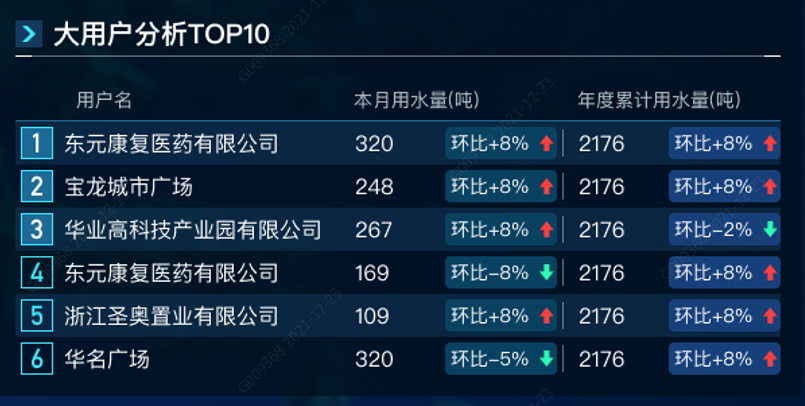 大用户分析TOP10
用户名 本月用水量(吨) 年度累计用水量(吨)
1 东元康复医药有限公司 320 环比+8% 2176 环比+8%
2 宝龙城市广场 248 环比+8% 2176 环比+8%
3 华业高科技产业园有限公司 267 环比+8% 2176 环比-2%
4 东元康复医药有限公司 169 环比-8% 2176 环比+8%
5 浙江圣奥置业有限公司 109 环比+8% 2176 环比+8%
6 华名广场 320 环比-5% 2176 环比+8%
G009368 2021-12-23